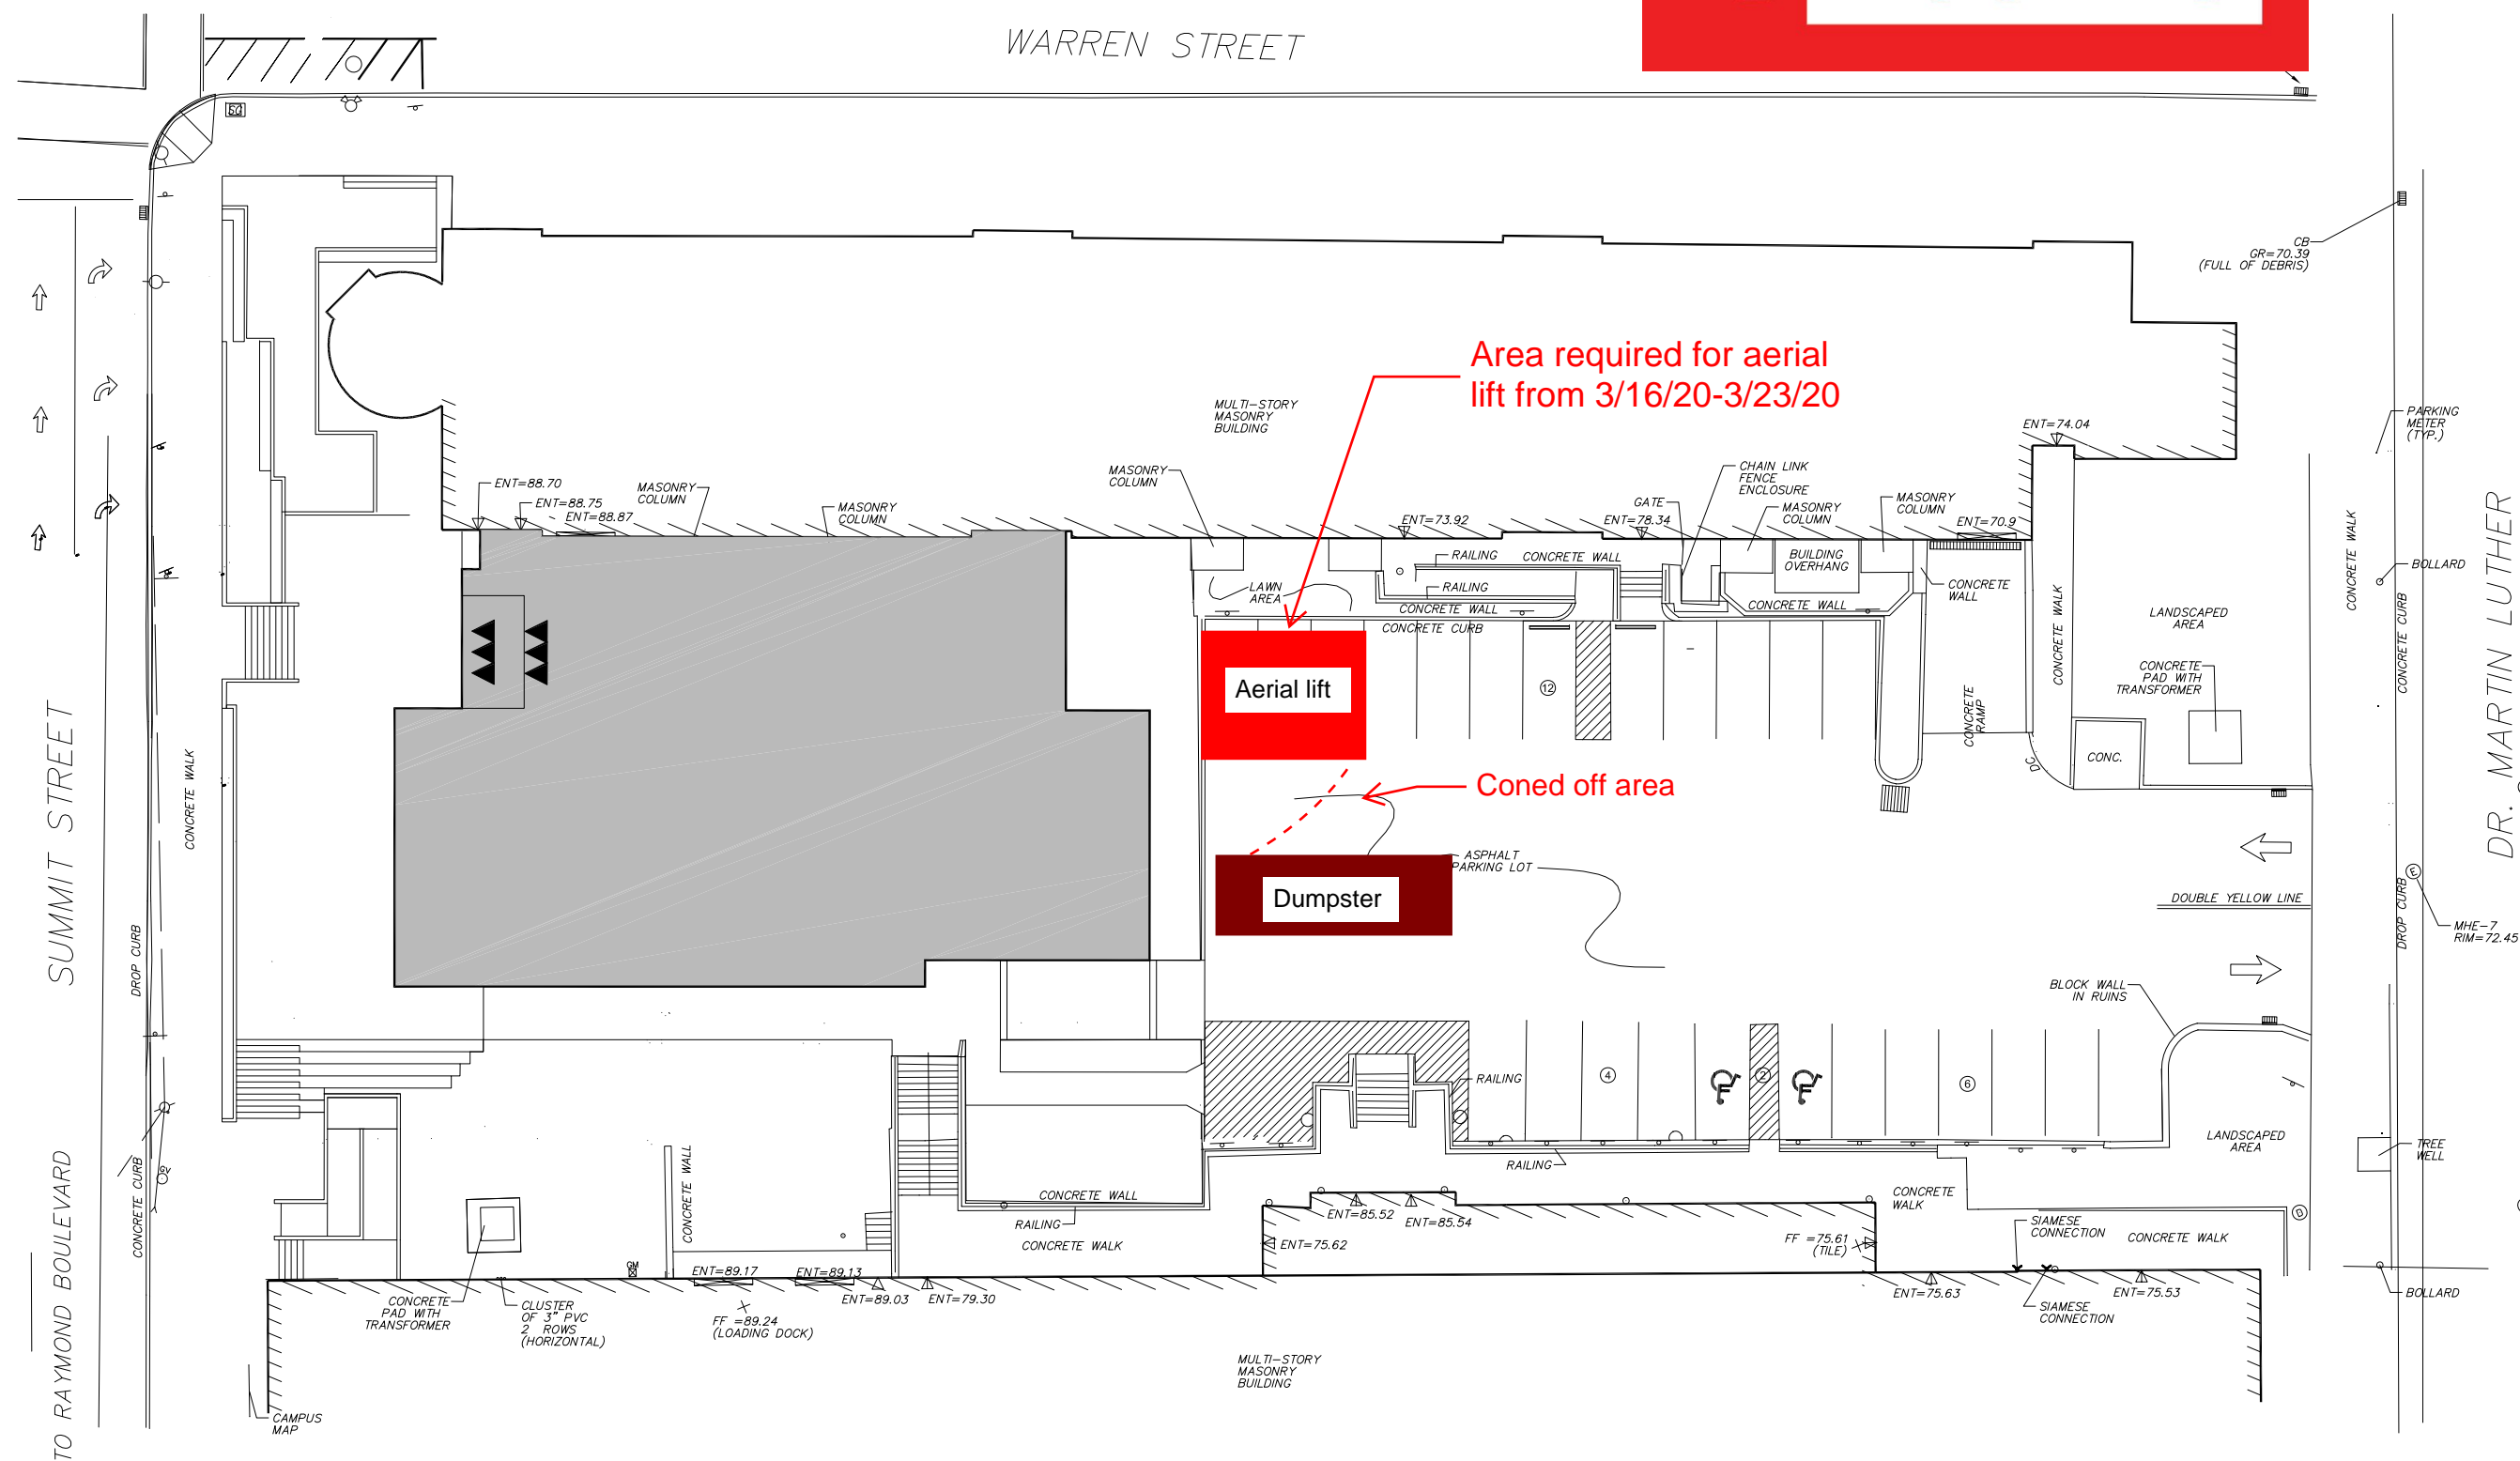 WARREN STREET
SG
CB
GR=70.39
(FULL OF DEBRIS)
Area required for aerial
lift from 3/16/20-3/23/20
MULTI-STORY
MASONRY
BUILDING
PARKING
METER
(TYP.)
ENT=74.04
MASONRY
COLUMN
CHAIN LINK
FENCE
ENCLOSURE
GATE
MASONRY
COLUMN
MASONRY
COLUMN
ENT=88.70
ENT=88.75
ENT=88.87
MASONRY
COLUMN
MASONRY
COLUMN
ENT=73.92
ENT=78.34
ENT=70.9
RAILING
CONCRETE WALL
BUILDING
OVERHANG
LAWN
AREA
RAILING
CONCRETE WALL
CONCRETE WALL
CONCRETE CURB
CONCRETE
WALL
CONCRETE WALK
LANDSCAPED
AREA
CONCRETE WALK
BOLLARD
CONCRETE CURB
DR. MARTIN LUTHER
Aerial lift
12
CONCRETE
RAMP
CONCRETE
PAD WITH
TRANSFORMER
DC
CONC.
SUMMIT STREET
CONCRETE WALK
Coned off area
ASPHALT
PARKING LOT
Dumpster
DOUBLE YELLOW LINE
E
DROP CURB
MHE-7
RIM=72.45
DROP CURB
BLOCK WALL
IN RUINS
RAILING
4
2
6
LANDSCAPED
AREA
TREE
WELL
RAILING
TO RAYMOND BOULEVARD
CONCRETE CURB
CONCRETE WALL
CONCRETE WALL
RAILING
CONCRETE WALK
ENT=85.52
ENT=85.54
ENT=75.62
CONCRETE
WALK
FF =75.61
(TILE)
SIAMESE
CONNECTION
CONCRETE WALK
D
GM
ENT=89.17
ENT=89.13
ENT=89.03
ENT=79.30
ENT=75.63
ENT=75.53
BOLLARD
CONCRETE
PAD WITH
TRANSFORMER
CLUSTER
OF 3" PVC
2 ROWS
(HORIZONTAL)
FF =89.24
(LOADING DOCK)
SIAMESE
CONNECTION
MULTI-STORY
MASONRY
BUILDING
CAMPUS
MAP